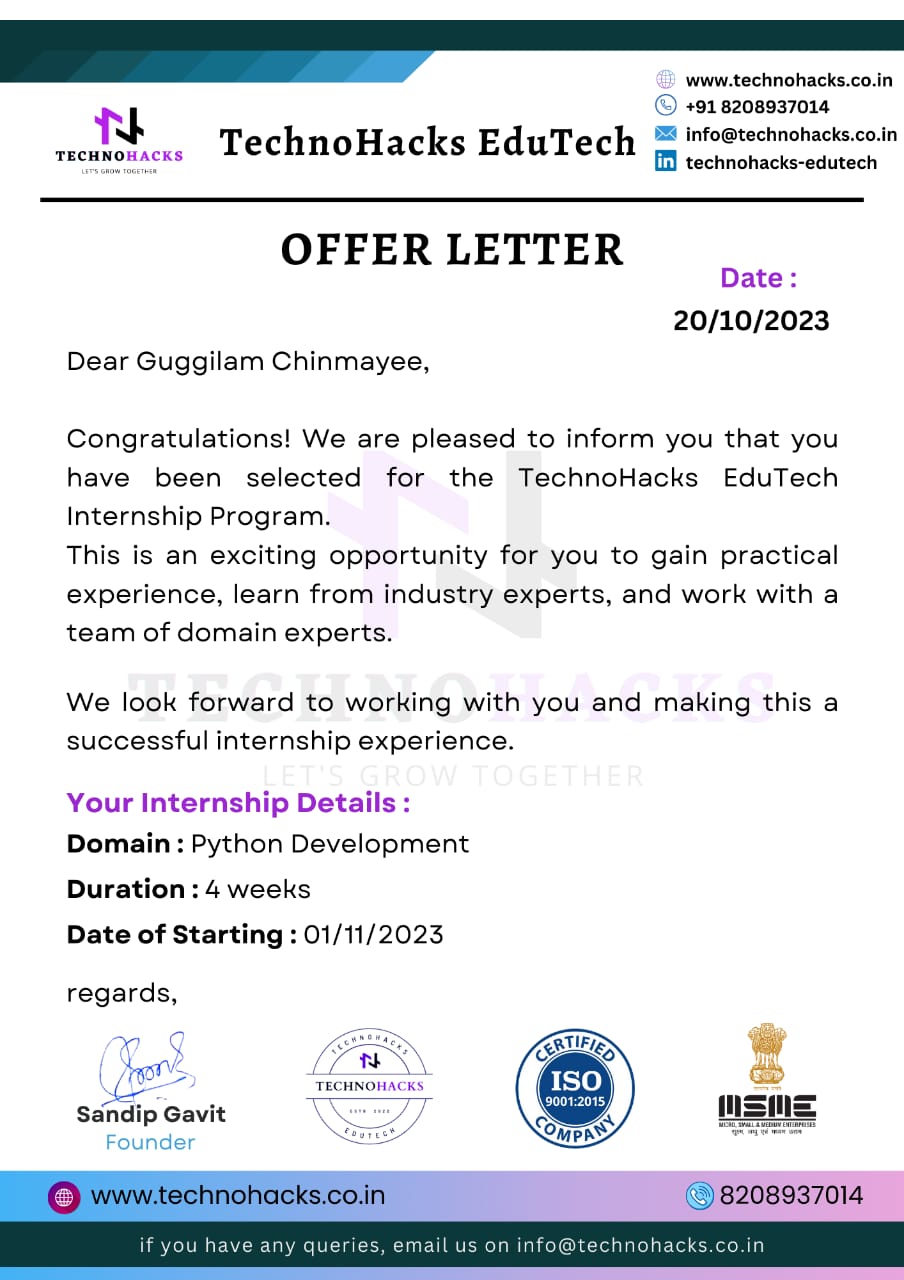 www.technohacks.co.in
+91 8208937014
info@technohacks.co.in
in technohacks-edutech
TECHNOHACKS
LET'S GROW TOGETHER
TechnoHacks EduTech
OFFER LETTER
Date :
20/10/2023
Dear Guggilam Chinmayee,
Congratulations! We are pleased to inform you that you
have been selected for the TechnoHacks EduTech
Internship Program.
This is an exciting opportunity for you to gain practical
experience, learn from industry experts, and work with a
team of domain experts.
We look forward to working with you and making this a
successful internship experience.
TECHNOHACKS
LET'S GROW TOGETHER
Your Internship Details :
Domain : Python Development
Duration : 4 weeks
Date of Starting : 01/11/2023
regards,
Sandip Gavit
Founder
TECHNOHACKS
TECHNOHACKS
ESTD 2022
EDUTECH
CERTIFIED
ISO
9001:2015
COMPANY
MSME
MICRO, SMALL & MEDIUM ENTERPRISES
सूक्ष्म, लघु एवं मध्यम उद्यम
www.technohacks.co.in
8208937014
if you have any queries, email us on info@technohacks.co.in